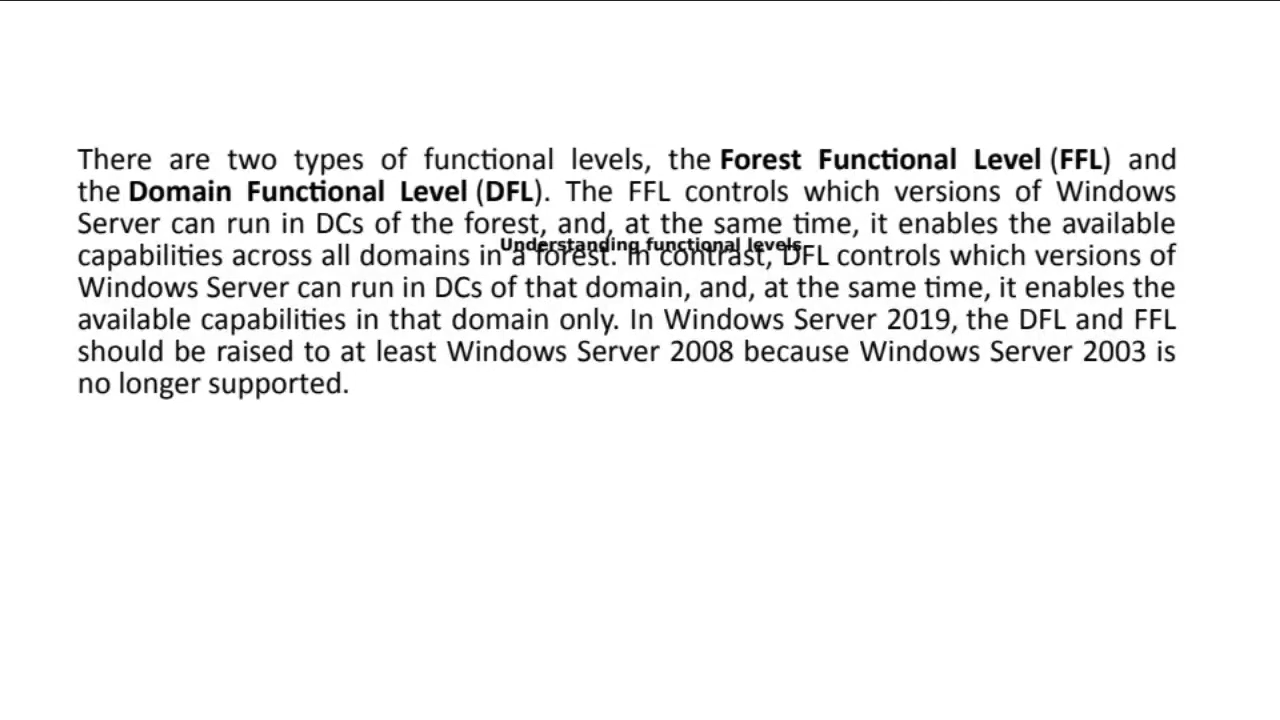 There are two types of functional levels, the Forest Functional Level (FFL) and
the Domain Functional Level (DFL). The FFL controls which versions of Windows
Server can run in DCs of the forest, and, at the same time, it enables the available
Understanding functional levels
capabilities across all domains in a forest. In contrast, DFL controls which versions of
Windows Server can run in DCs of that domain, and, at the same time, it enables the
available capabilities in that domain only. In Windows Server 2019, the DFL and FFL
should be raised to at least Windows Server 2008 because Windows Server 2003 is
no longer supported.